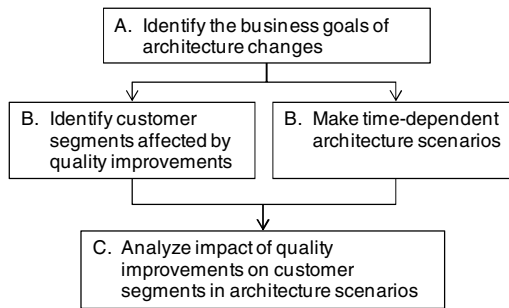 A. Identify the business goals of
architecture changes
B. Identify customer
segments affected by
quality improvements
B. Make time-dependent
architecture scenarios
C. Analyze impact of quality
improvements on customer
segments in architecture scenarios